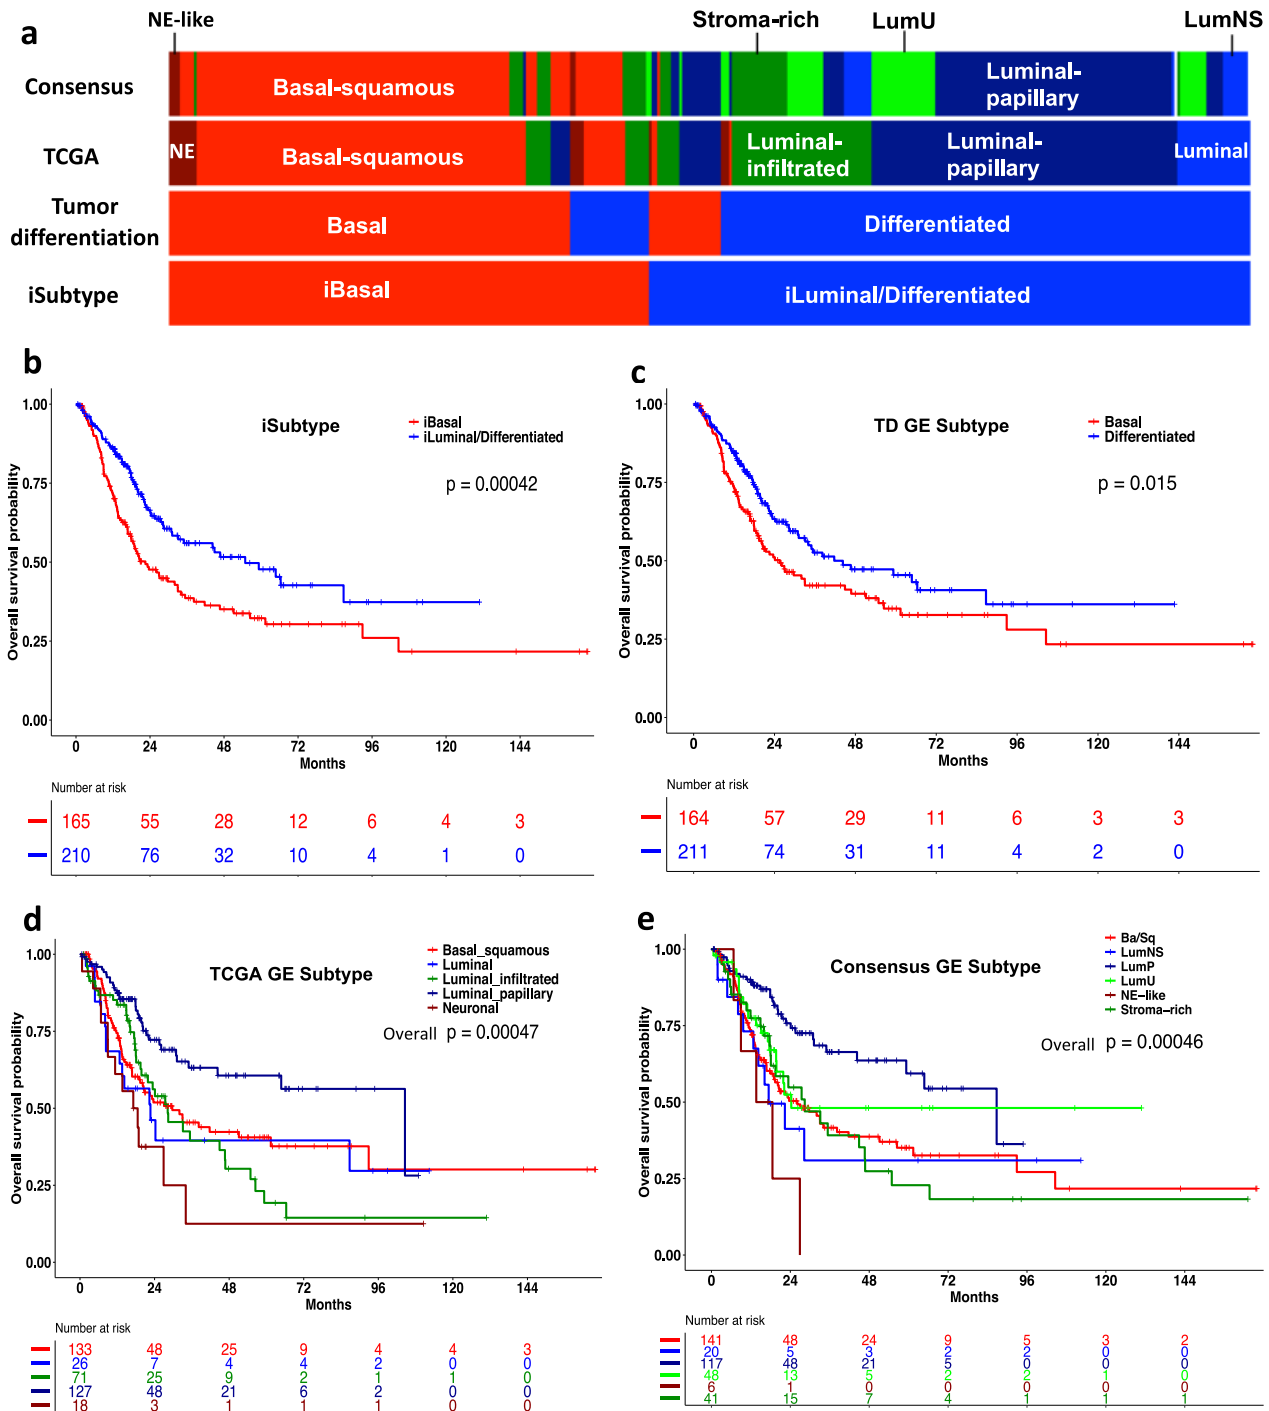 a
NE-like
Stroma-rich
LumU
LumNS
Consensus
Basal-squamous
Luminal-
papillary
TCGA
NE
Basal-squamous
Luminal-
infiltrated
Luminal-
papillary
Luminal
Tumor
differentiation
Basal
Differentiated
iSubtype
iBasal
iLuminal/Differentiated
b
iSubtype
iBasal
iLuminal/Differentiated
p = 0.00042
Overall survival probability
1.00
0.75
0.50
0.25
0.00
0 24 48 72 96 120 144
Months
Number at risk
165 55 28 12 6 4 3
210 76 32 10 4 1 0
c
TD GE Subtype
Basal
Differentiated
p = 0.015
Overall survival probability
1.00
0.75
0.50
0.25
0.00
0 24 48 72 96 120 144
Months
Number at risk
164 57 29 11 6 3 3
211 74 31 11 4 2 0
d
TCGA GE Subtype
Basal_squamous
Luminal
Luminal_infiltrated
Luminal_papillary
Neuronal
Overall p = 0.00047
Overall survival probability
1.00
0.75
0.50
0.25
0.00
0 24 48 72 96 120 144
Months
Number at risk
133 48 25 9 4 4 3
26 7 4 4 2 0 0
71 25 9 2 1 1 0
127 48 21 6 2 0 0
18 3 1 1 1 0 0
e
Consensus GE Subtype
Ba/Sq
LumNS
LumP
LumU
NE-like
Stroma-rich
Overall p = 0.00046
Overall survival probability
1.00
0.75
0.50
0.25
0.00
0 24 48 72 96 120 144
Months
Number at risk
141 48 24 9 5 3 2
20 5 3 2 2 0 0
117 48 21 5 0 0 0
48 13 5 2 2 1 0
6 1 0 0 0 0 0
41 15 7 4 1 1 1